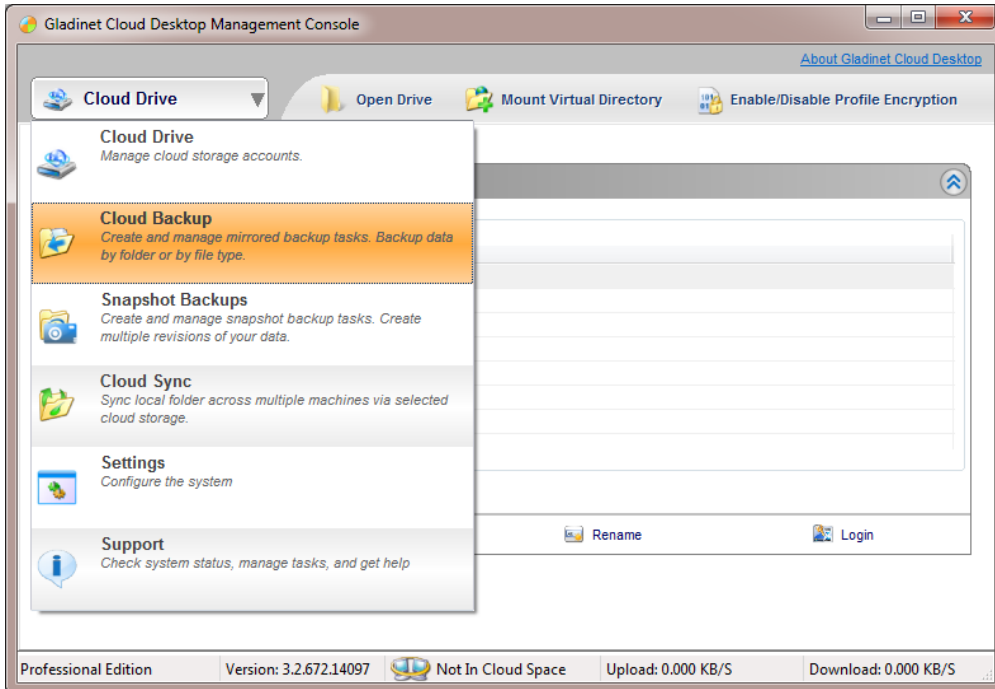 Gladinet Cloud Desktop Management Console
About Gladinet Cloud Desktop
Cloud Drive
Open Drive
Mount Virtual Directory
Enable/Disable Profile Encryption
Cloud Drive
Manage cloud storage accounts.
Cloud Backup
Create and manage mirrored backup tasks. Backup data
by folder or by file type.
Snapshot Backups
Create and manage snapshot backup tasks. Create
multiple revisions of your data.
Cloud Sync
Sync local folder across multiple machines via selected
cloud storage.
Settings
Configure the system
Rename
Login
Support
Check system status, manage tasks, and get help
Professional Edition
Version: 3.2.672.14097
Not In Cloud Space
Upload: 0.000 KB/S
Download: 0.000 KB/S